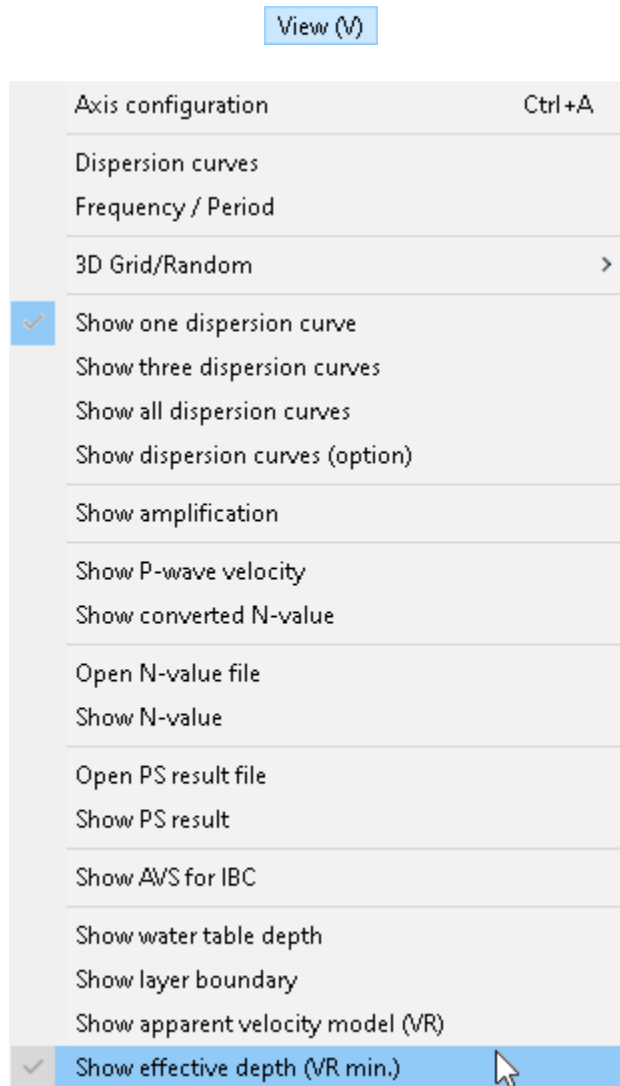 View (V)
Axis configuration Ctrl+A
Dispersion curves
Frequency / Period
3D Grid/Random
Show one dispersion curve
Show three dispersion curves
Show all dispersion curves
Show dispersion curves (option)
Show amplification
Show P-wave velocity
Show converted N-value
Open N-value file
Show N-value
Open PS result file
Show PS result
Show AVS for IBC
Show water table depth
Show layer boundary
Show apparent velocity model (VR)
Show effective depth (VR min.)